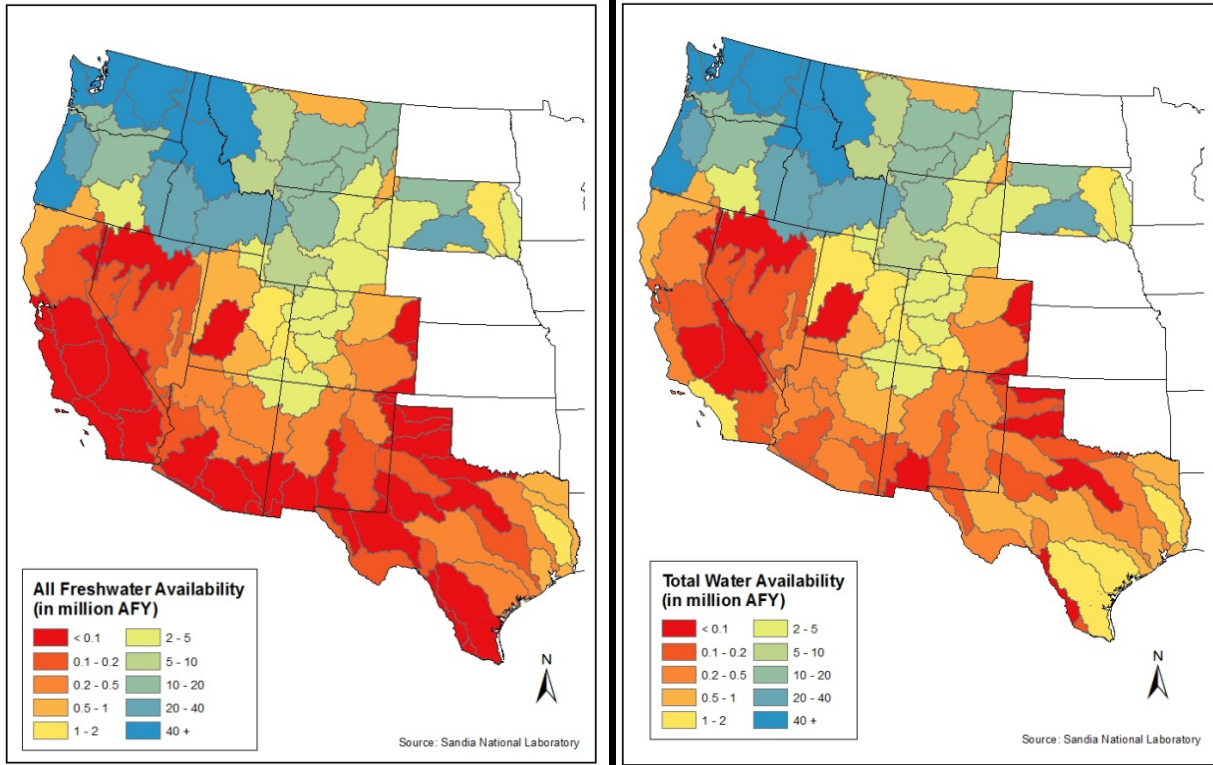 N
All Freshwater Availability
(in million AFY)
< 0.1
2 - 5
0.1 - 0.2
5 - 10
0.2 - 0.5
10 - 20
0.5 - 1
20 - 40
1 - 2
40 +
Source: Sandia National Laboratory
N
Total Water Availability
(in million AFY)
< 0.1
2 - 5
0.1 - 0.2
5 - 10
0.2 - 0.5
10 - 20
0.5 - 1
20 - 40
1 - 2
40 +
Source: Sandia National Laboratory